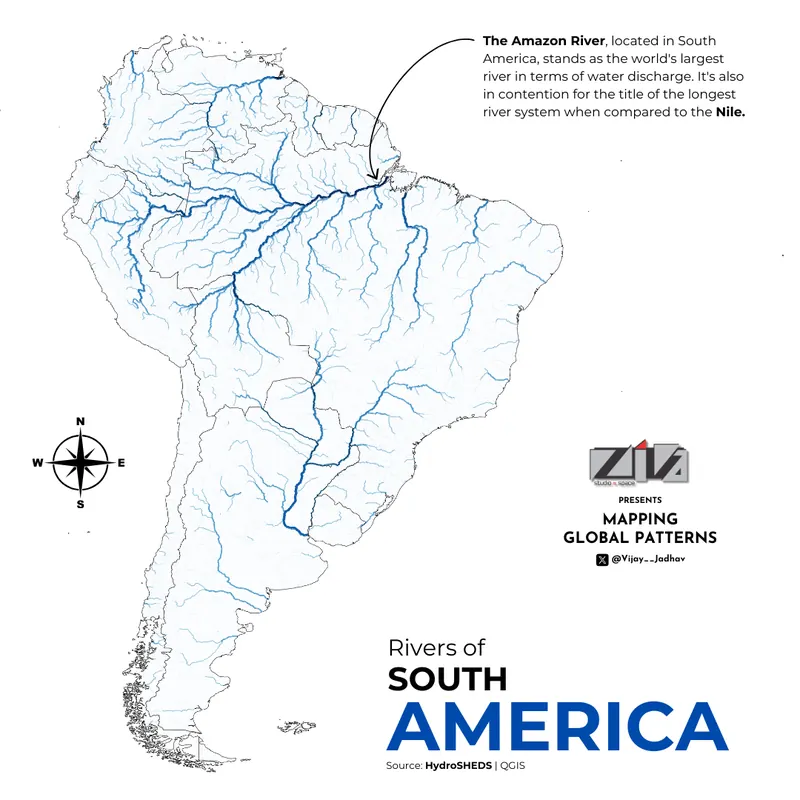 The Amazon River, located in South
America, stands as the world's largest
river in terms of water discharge. It's also
in contention for the title of the longest
river system when compared to the Nile.
N
W E
S
ZIVA
studio n space
PRESENTS
MAPPING
GLOBAL PATTERNS
X @Vijay__Jadhav
Rivers of
SOUTH
AMERICA
Source: HydroSHEDS | QGIS